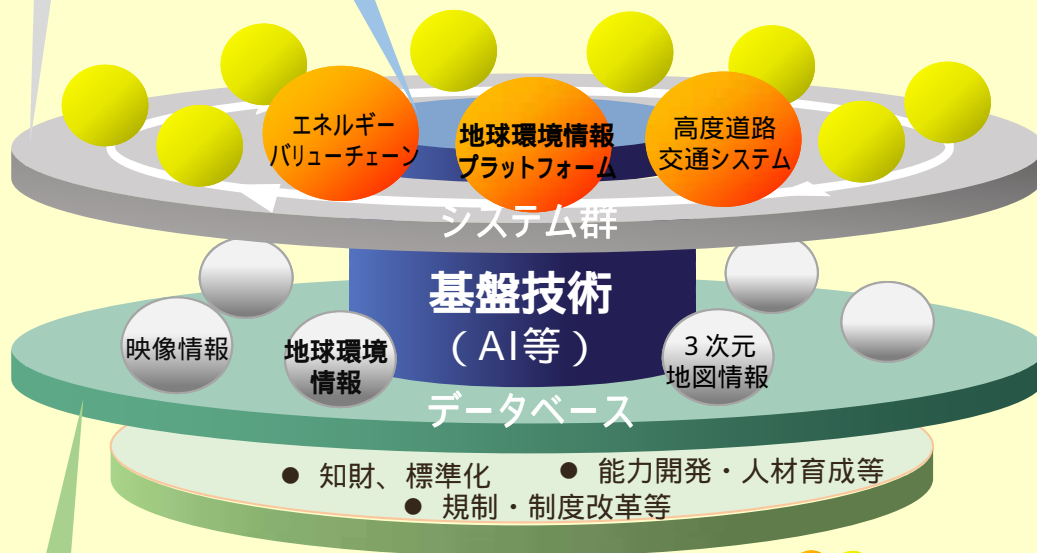 エネルギー
バリューチェーン
地球環境情報
プラットフォーム
高度道路
交通システム
システム群
基盤技術
（AI等）
映像情報
地球環境
情報
３次元
地図情報
データベース
● 知財、標準化
● 能力開発・人材育成等
● 規制・制度改革等